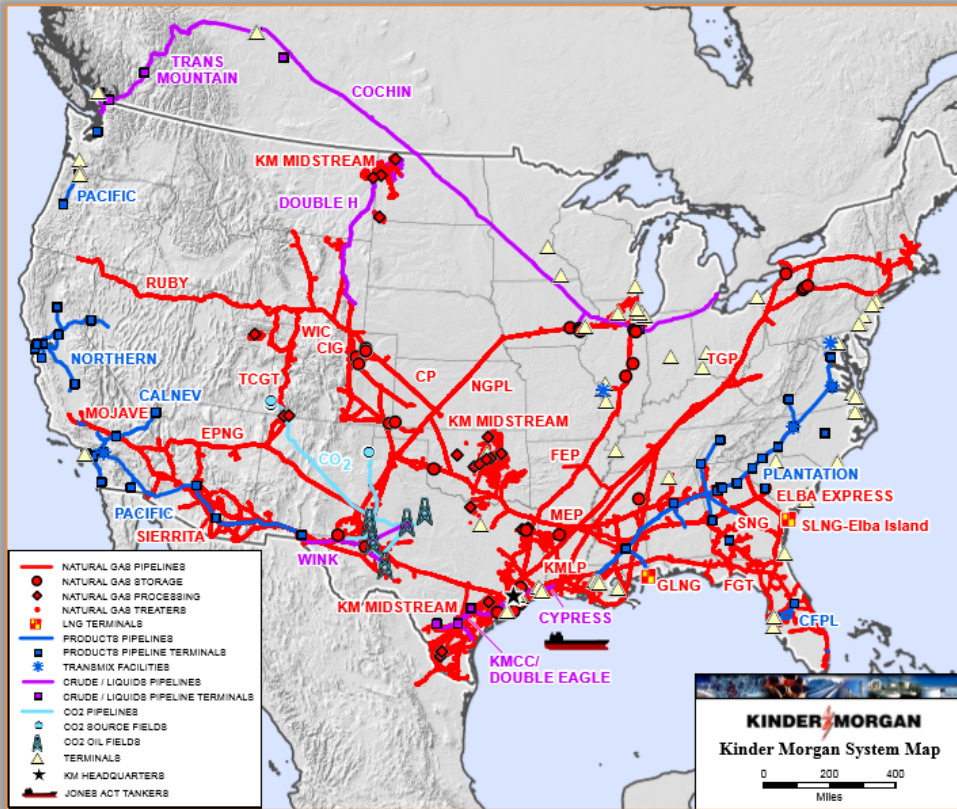 TRANS
MOUNTAIN
COCHIN
KM MIDSTREAM
DOUBLE H
PACIFIC
RUBY
WIC
CIG
NORTHERN
TCGT
CP
NGPL
TGP
CALNEV
MOJAVE
KM MIDSTREAM
EPNG
CO2
FEP
PLANTATION
PACIFIC
ELBA EXPRESS
MEP
SNG
SLNG-Elba Island
SIERRITA
WINK
KMLP
GLNG
FGT
KM MIDSTREAM
CYPRESS
CFPL
KMCC/
DOUBLE EAGLE
NATURAL GAS PIPELINES
NATURAL GAS STORAGE
NATURAL GAS PROCESSING
NATURAL GAS TREATERS
LNG TERMINALS
PRODUCTS PIPELINES
PRODUCTS PIPELINE TERMINALS
TRANSMIX FACILITIES
CRUDE / LIQUIDS PIPELINES
CRUDE / LIQUIDS PIPELINE TERMINALS
CO2 PIPELINES
CO2 SOURCE FIELDS
CO2 OIL FIELDS
TERMINALS
KM HEADQUARTERS
JONES ACT TANKERS
KINDER MORGAN
Kinder Morgan System Map
0 200 400
Miles